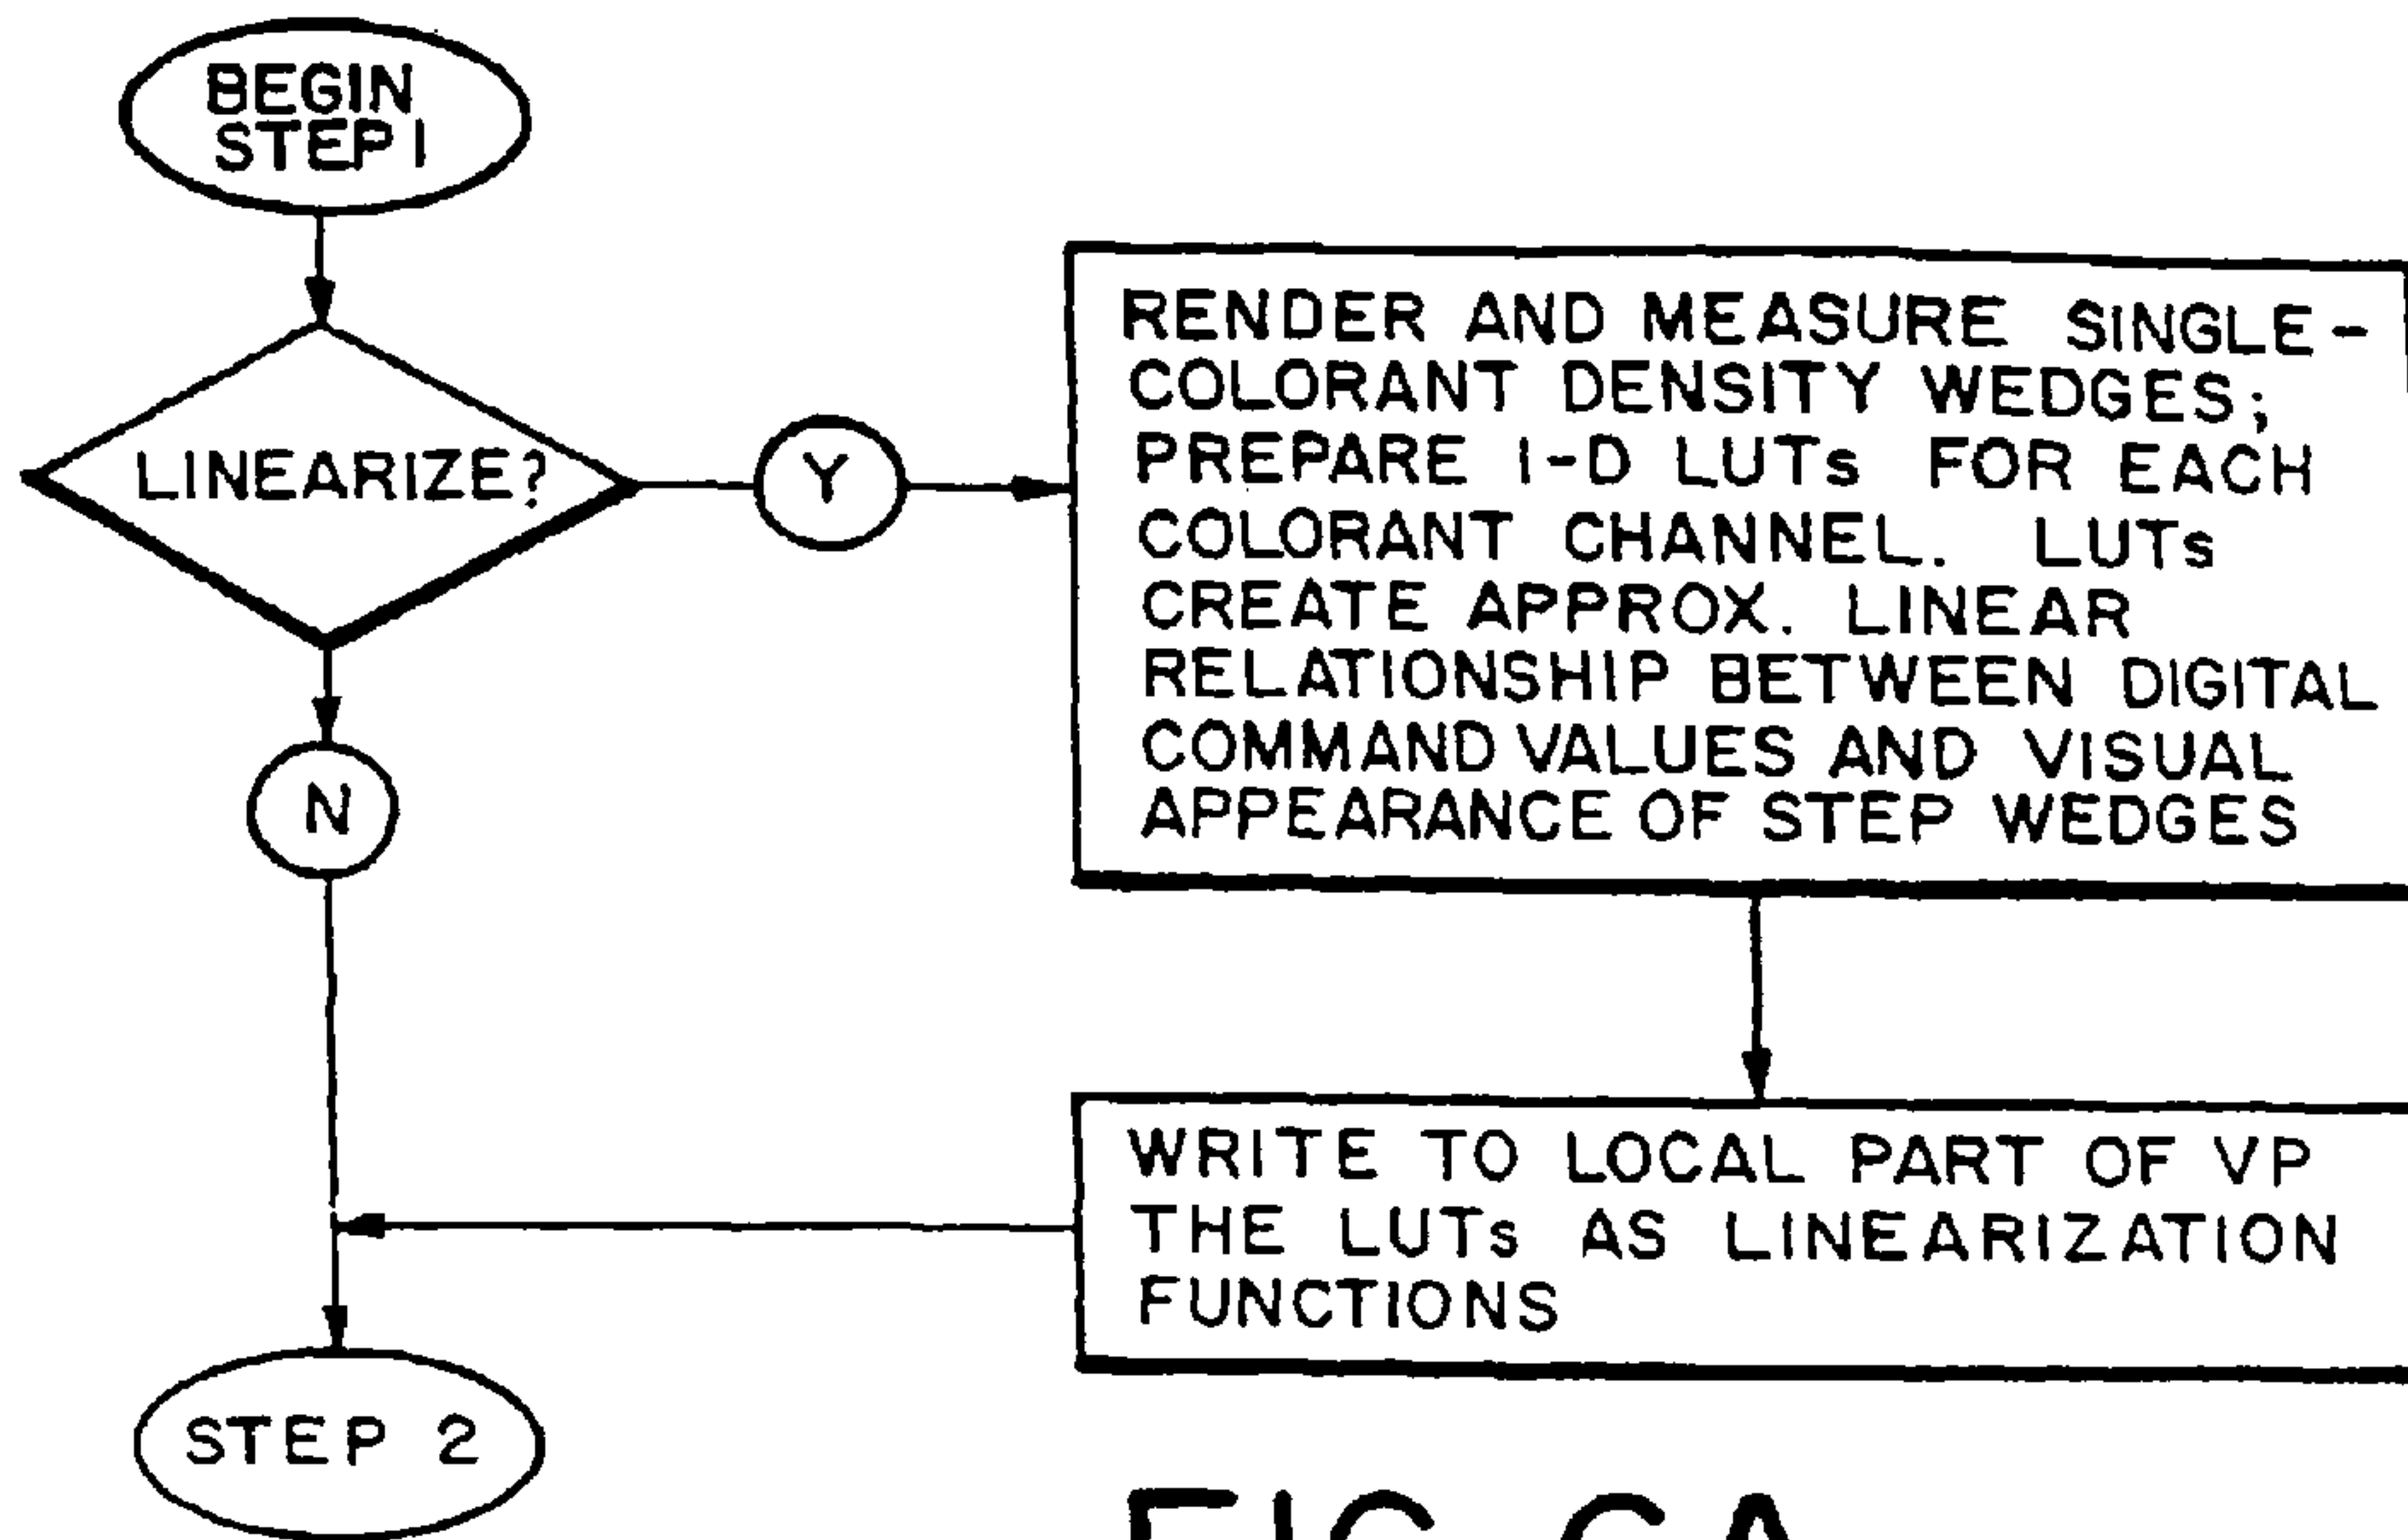 BEGIN
STEP 1
LINEARIZE?
Y
RENDER AND MEASURE SINGLE-
COLORANT DENSITY WEDGES;
PREPARE 1-D LUTs FOR EACH
COLORANT CHANNEL. LUTs
CREATE APPROX. LINEAR
RELATIONSHIP BETWEEN DIGITAL
COMMAND VALUES AND VISUAL
APPEARANCE OF STEP WEDGES
N
WRITE TO LOCAL PART OF VP
THE LUTs AS LINEARIZATION
FUNCTIONS
STEP 2